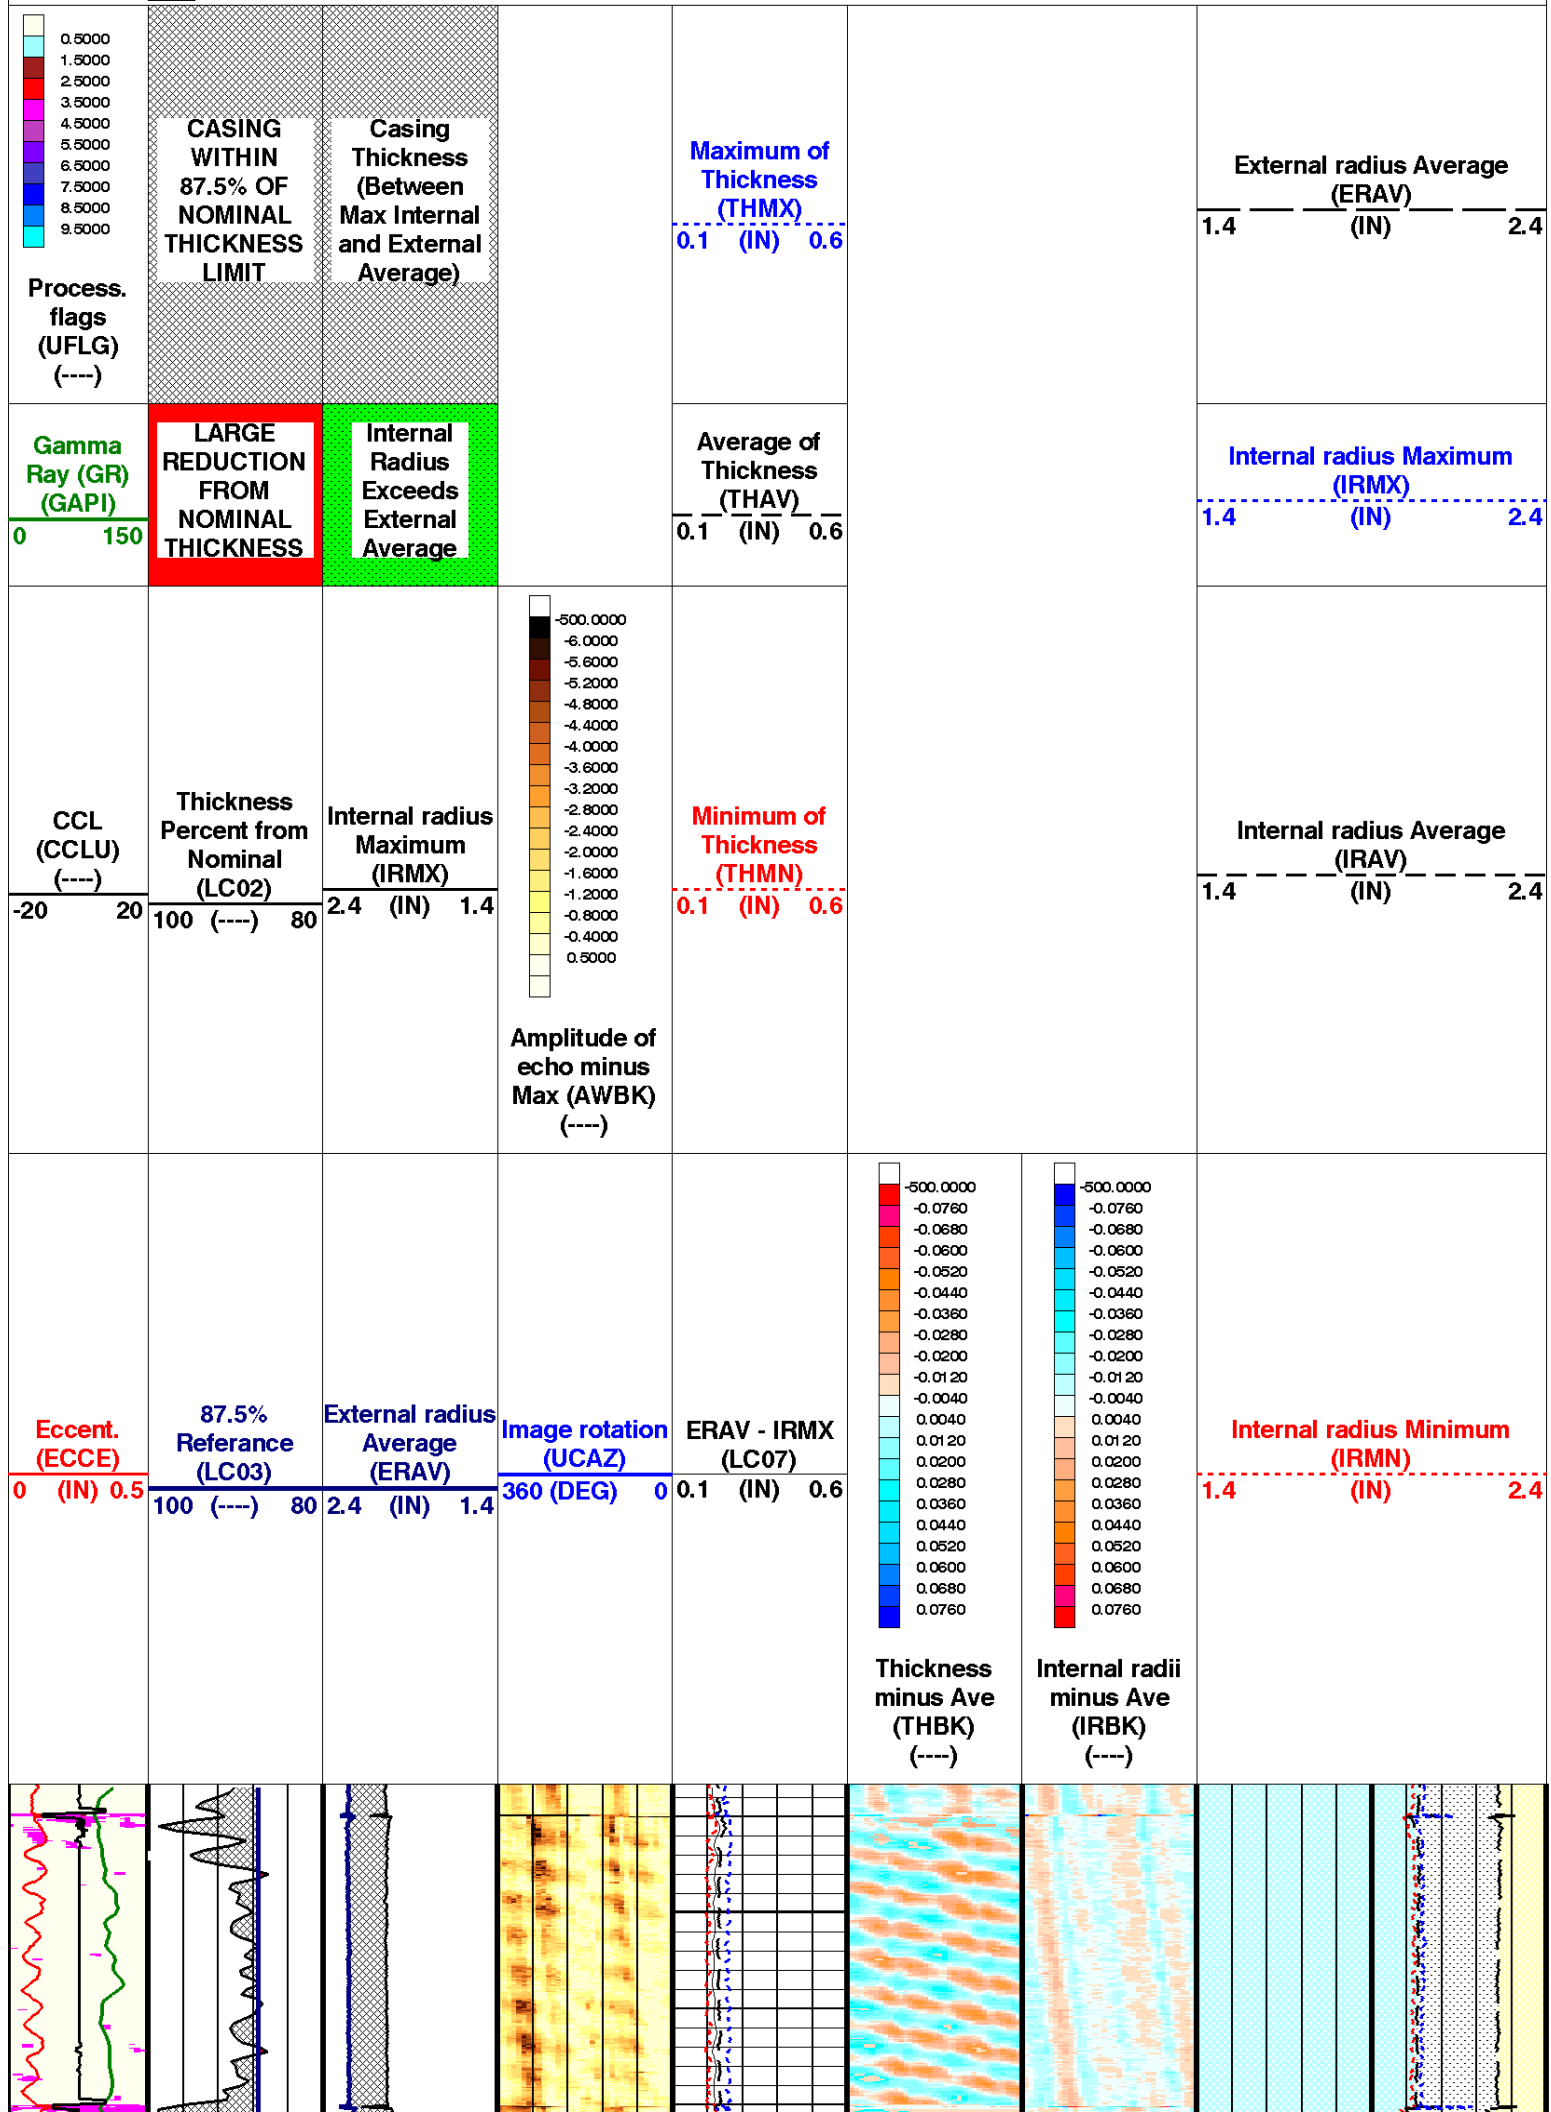 0.5000
1.5000
2.5000
3.5000
4.5000
5.5000
6.5000
7.5000
8.5000
9.5000
Process.
flags
(UFLG)
(----)
CASING
WITHIN
87.5% OF
NOMINAL
THICKNESS
LIMIT
Casing
Thickness
(Between
Max Internal
and External
Average)
Maximum of
Thickness
(THMX)
0.1 (IN) 0.6
External radius Average
(ERAV)
1.4 (IN) 2.4
Gamma
Ray (GR)
(GAPI)
0 150
LARGE
REDUCTION
FROM
NOMINAL
THICKNESS
Internal
Radius
Exceeds
External
Average
Average of
Thickness
(THAV)
0.1 (IN) 0.6
Internal radius Maximum
(IRMX)
1.4 (IN) 2.4
CCL
(CCLU)
(----)
-20 20
Thickness
Percent from
Nominal
(LC02)
100 (----) 80
Internal radius
Maximum
(IRMX)
2.4 (IN) 1.4
-500.0000
-6.0000
-5.6000
-5.2000
-4.8000
-4.4000
-4.0000
-3.6000
-3.2000
-2.8000
-2.4000
-2.0000
-1.6000
-1.2000
-0.8000
-0.4000
0.5000
Amplitude of
echo minus
Max (AWBK)
(----)
Minimum of
Thickness
(THMN)
0.1 (IN) 0.6
Internal radius Average
(IRAV)
1.4 (IN) 2.4
Eccent.
(ECCE)
0 (IN) 0.5
87.5%
Referance
(LC03)
100 (----) 80
External radius
Average
(ERAV)
2.4 (IN) 1.4
Image rotation
(UCAZ)
360 (DEG) 0
ERAV - IRMX
(LC07)
0.1 (IN) 0.6
-500.0000
-0.0760
-0.0680
-0.0600
-0.0520
-0.0440
-0.0360
-0.0280
-0.0200
-0.0120
-0.0040
0.0040
0.0120
0.0200
0.0280
0.0360
0.0440
0.0520
0.0600
0.0680
0.0760
Thickness
minus Ave
(THBK)
(----)
-500.0000
-0.0760
-0.0680
-0.0600
-0.0520
-0.0440
-0.0360
-0.0280
-0.0200
-0.0120
-0.0040
0.0040
0.0120
0.0200
0.0280
0.0360
0.0440
0.0520
0.0600
0.0680
0.0760
Internal radii
minus Ave
(IRBK)
(----)
Internal radius Minimum
(IRMN)
1.4 (IN) 2.4